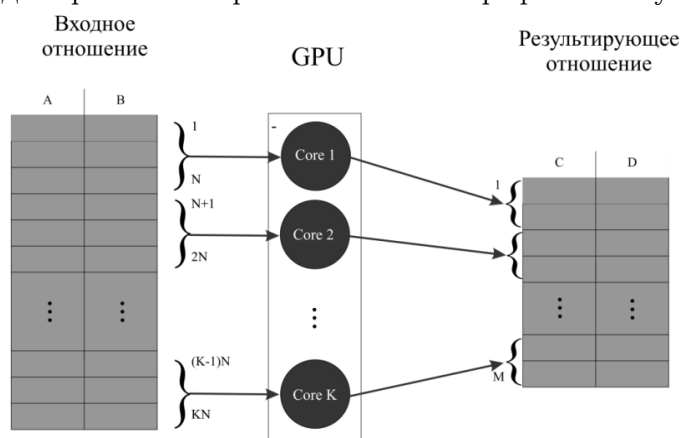 Входное
отношение
GPU
Результирующее
отношение
A
B
1
N
N+1
2N
(K-1)N
KN
-
Core 1
Core 2
Core K
C
D
1
M